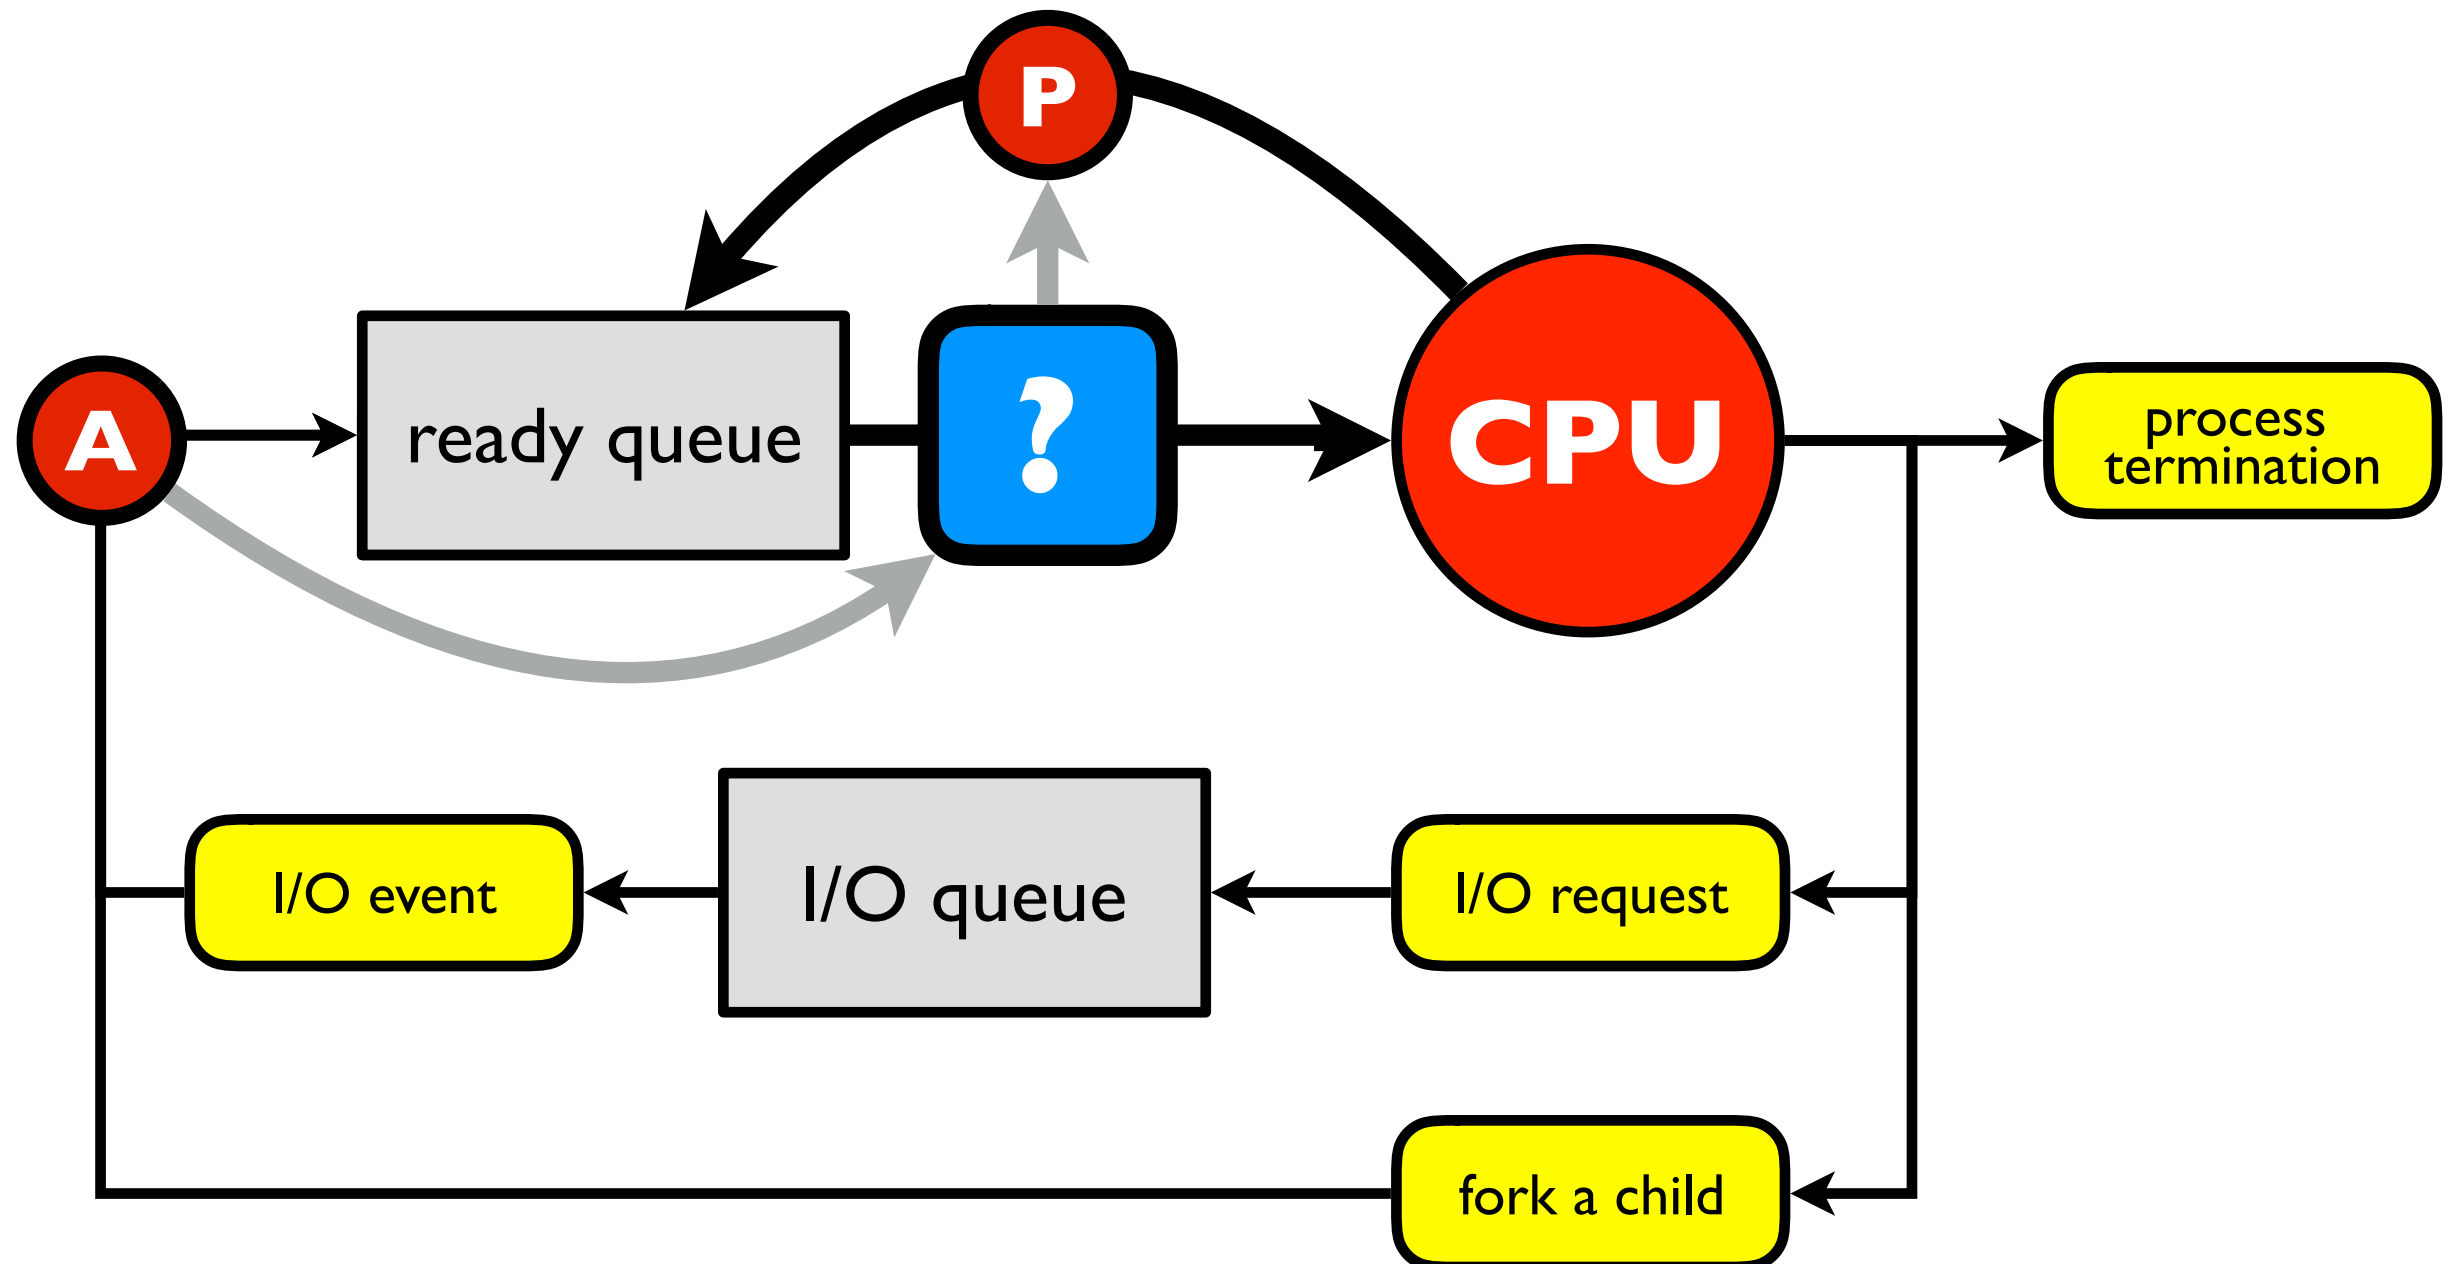 P
A
ready queue
?
CPU
process
termination
I/O event
I/O queue
I/O request
fork a child